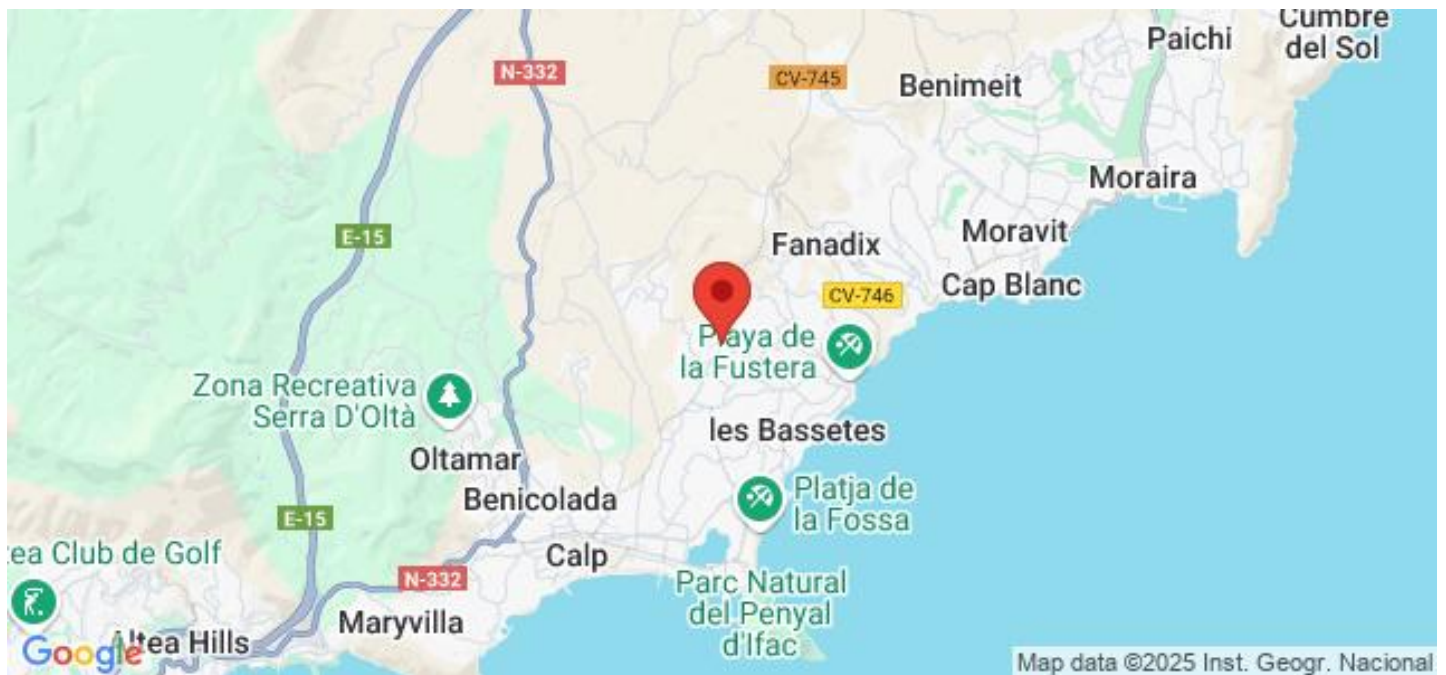 Cumbre
del Sol
Paichi
N-332
CV-745
Benimeit
Moraira
E-15
Fanadix
Moravit
Cap Blanc
CV-746
Playa de
la Fustera
Zona Recreativa
Serra D'Oltà
les Bassetes
Oltamar
Benicolada
Platja de
la Fossa
E-15
Calp
tea Club de Golf
N-332
Parc Natural
del Penyal
d'Ifac
Maryvilla
Altea Hills
Google
Map data ©2025 Inst. Geogr. Nacional